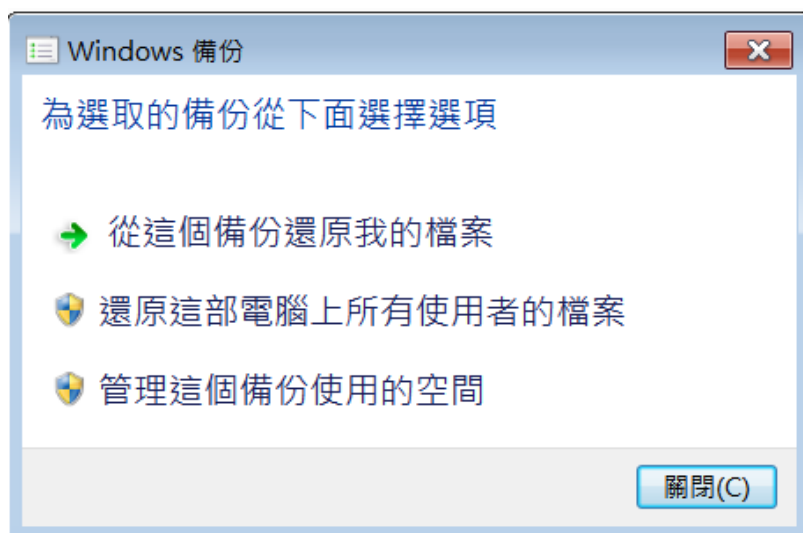 Windows 備份
為選取的備份從下面選擇選項
從這個備份還原我的檔案
還原這部電腦上所有使用者的檔案
管理這個備份使用的空間
關閉(C)